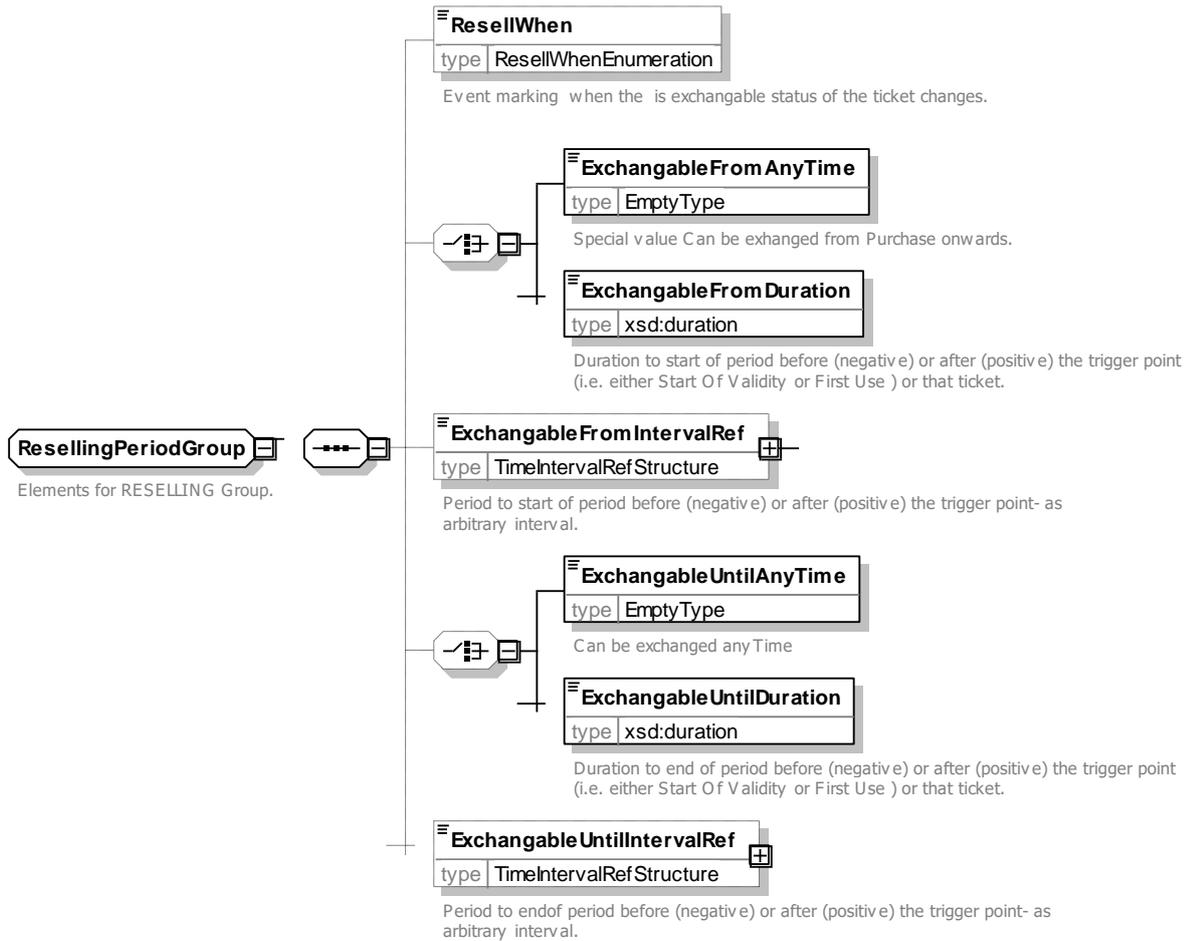 ResellWhen
type ResellWhenEnumeration
Event marking when the is exchangable status of the ticket changes.
ExchangableFromAnyTime
type EmptyType
Special value Can be exhanged from Purchase onwards.
ExchangableFromDuration
type xsd:duration
Duration to start of period before (negative) or after (positive) the trigger point
(i.e. either Start Of Validity or First Use ) or that ticket.
ResellingPeriodGroup
Elements for RESELLING Group.
ExchangableFromIntervalRef
type TimeIntervalRefStructure
Period to start of period before (negative) or after (positive) the trigger point- as
arbitrary interval.
ExchangableUntilAnyTime
type EmptyType
Can be exchanged anyTime
ExchangableUntilDuration
type xsd:duration
Duration to end of period before (negative) or after (positive) the trigger point
(i.e. either Start Of Validity or First Use ) or that ticket.
ExchangableUntilIntervalRef
type TimeIntervalRefStructure
Period to endof period before (negative) or after (positive) the trigger point- as
arbitrary interval.